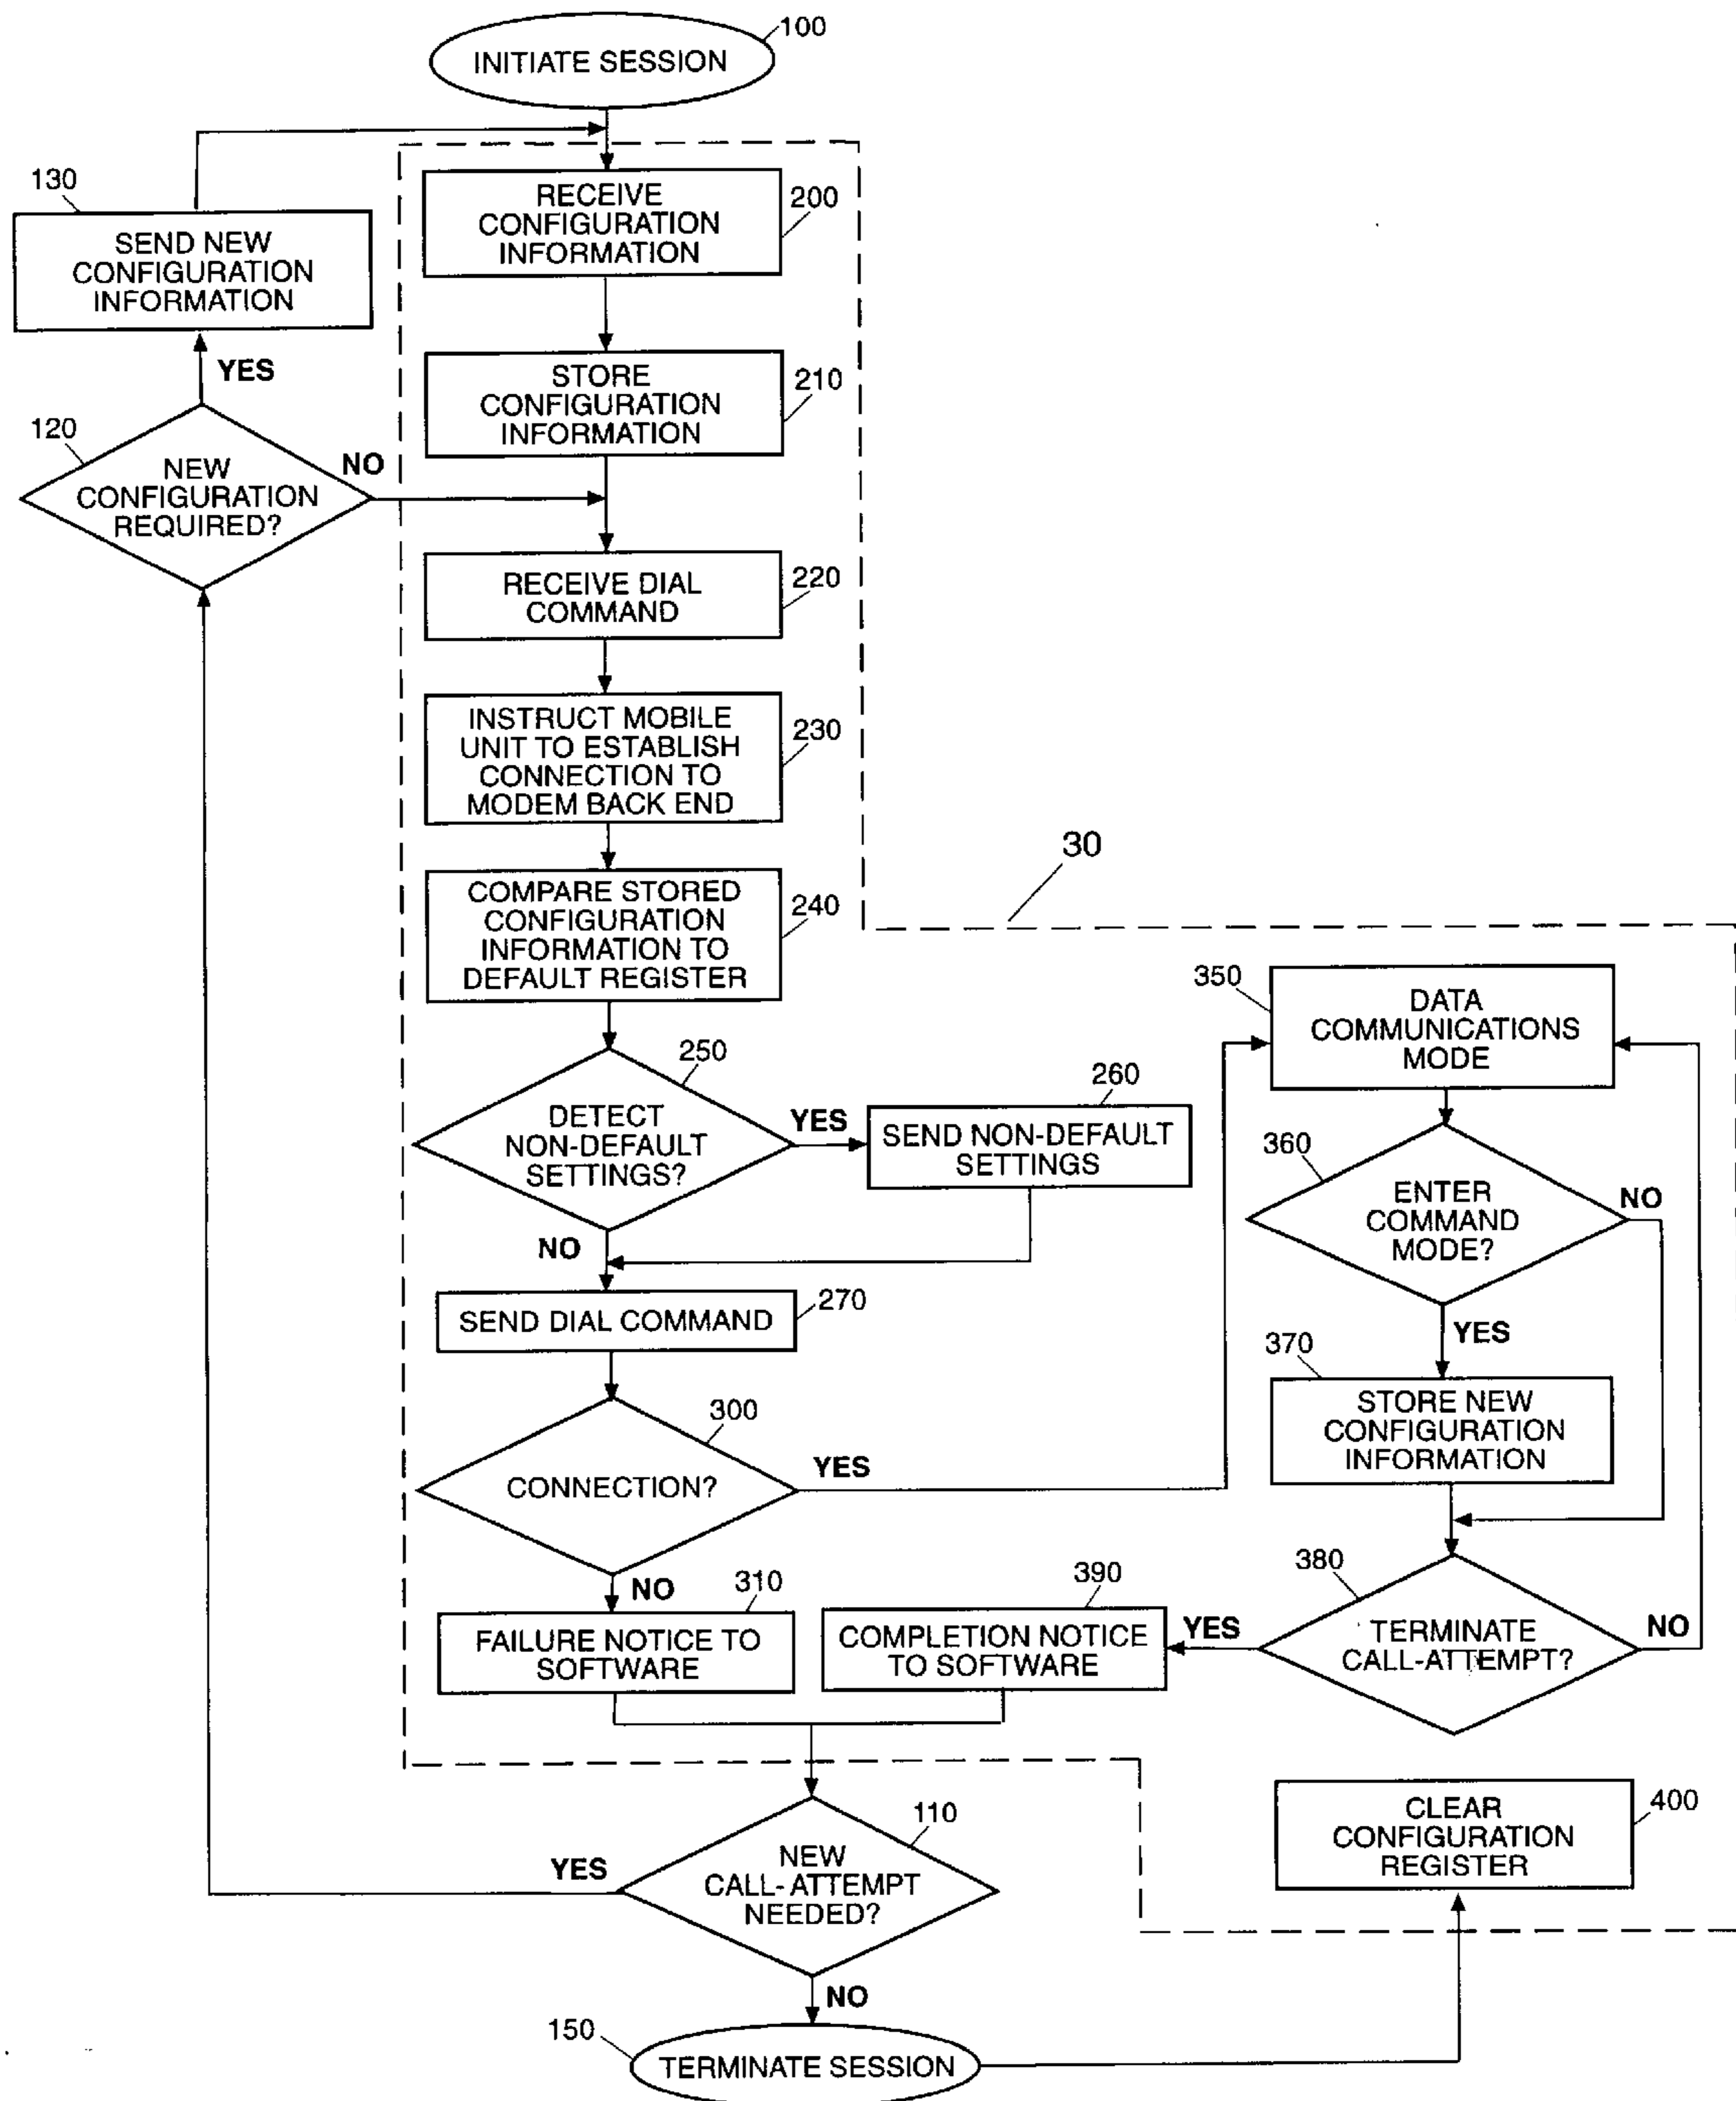 100
INITIATE SESSION
130
SEND NEW
CONFIGURATION
INFORMATION
RECEIVE
CONFIGURATION
INFORMATION
200
YES
STORE
CONFIGURATION
INFORMATION
210
120
NEW
CONFIGURATION
REQUIRED?
NO
RECEIVE DIAL
COMMAND
220
INSTRUCT MOBILE
UNIT TO ESTABLISH
CONNECTION TO
MODEM BACK END
230
30
COMPARE STORED
CONFIGURATION
INFORMATION TO
DEFAULT REGISTER
240
250
DETECT
NON-DEFAULT
SETTINGS?
YES
260
SEND NON-DEFAULT
SETTINGS
NO
SEND DIAL COMMAND
270
300
CONNECTION?
YES
NO
310
FAILURE NOTICE TO
SOFTWARE
350
DATA
COMMUNICATIONS
MODE
360
ENTER
COMMAND
MODE?
NO
YES
370
STORE NEW
CONFIGURATION
INFORMATION
380
TERMINATE
CALL-ATTEMPT?
NO
YES
390
COMPLETION NOTICE
TO SOFTWARE
110
NEW
CALL-ATTEMPT
NEEDED?
YES
NO
150
TERMINATE SESSION
CLEAR
CONFIGURATION
REGISTER
400